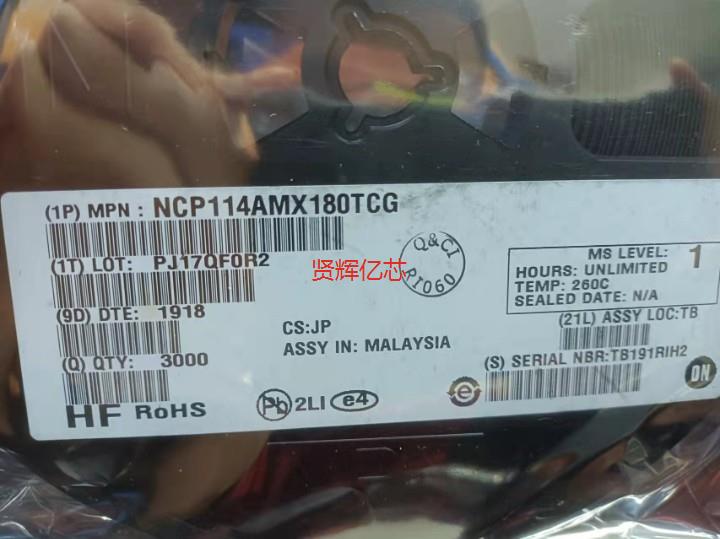 (1P) MPN : NCP114AMX180TCG
(1T) LOT: PJ17QF0R2
Q&CI
RI060
贤辉亿芯
MS LEVEL: 1
HOURS: UNLIMITED
TEMP: 260C
SEALED DATE: N/A
(9D) DTE: 1918
CS:JP
ASSY IN: MALAYSIA
(21L) ASSY LOC:TB
(Q) QTY: 3000
(S) SERIAL NBR:TB191RIH2
ON
HF RoHS
Pb 2LI e4
e